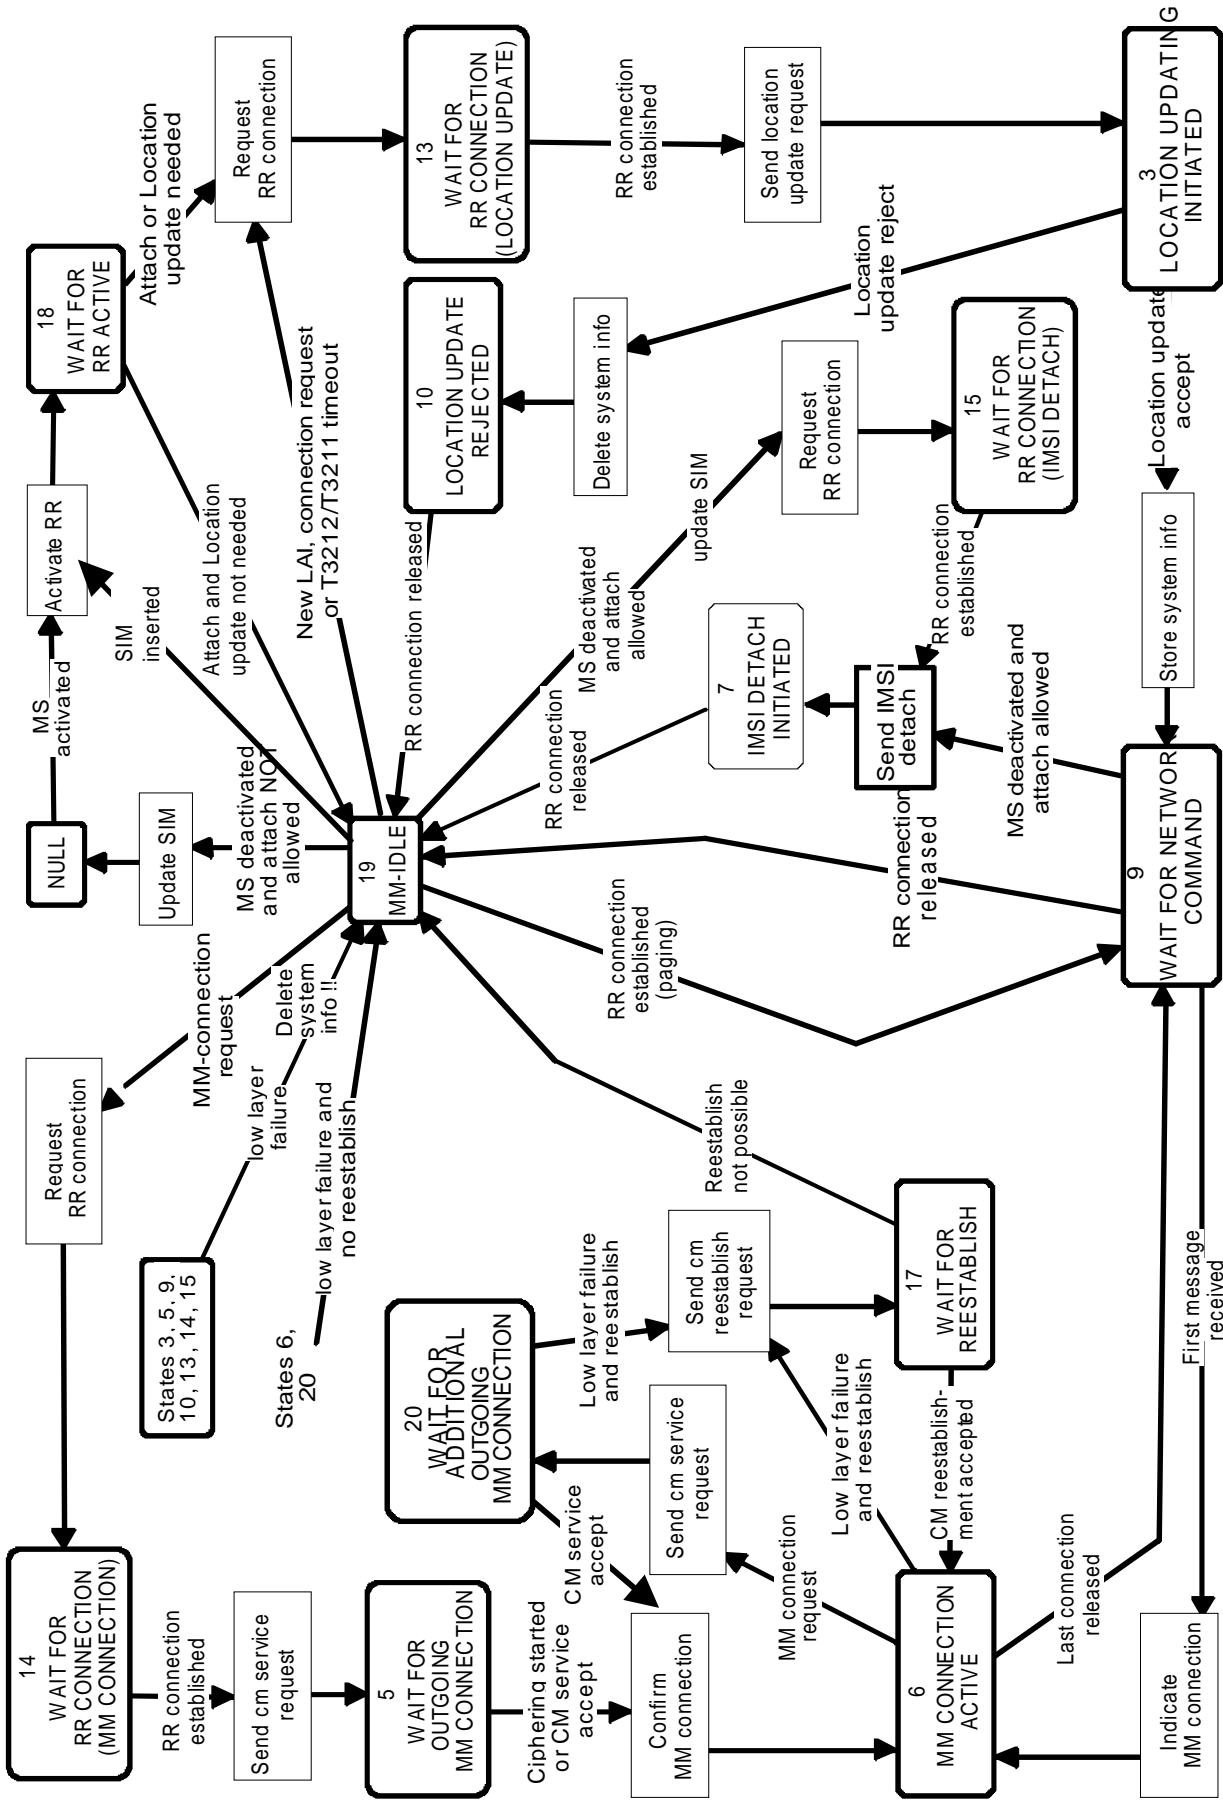 14
WAIT FOR
RR CONNECTION
(MM CONNECTION)
RR connection
established
Send cm service
request
5
WAIT FOR
OUTGOING
MM CONNECTION
Ciphering started
or CM service
accept
Confirm
MM connection
6
MM CONNECTION
ACTIVE
Indicate
MM connection
Request
RR connection
MM-connection
request
States 3, 5, 9,
10, 13, 14, 15
low layer
failure
Delete
system
info !!
States 6,
20
low layer failure and
no reestablish
20
WAIT FOR
ADDITIONAL
OUTGOING
MM CONNECTION
CM service
accept
Low layer failure
and reestablish
Send cm service
request
MM connection
request
Send cm
reestablish
request
Low layer failure
and reestablish
17
WAIT FOR
REESTABLISH
CM reestablish-
ment accepted
Reestablish
not possible
Last connection
released
First message
received
NULL
Update SIM
MS deactivated
and attach NOT
allowed
19
MM-IDLE
RR connection
established
(paging)
RR connection
released
9
WAIT FOR NETWORK
COMMAND
MS
activated
Activate RR
SIM
inserted
18
WAIT FOR
RR ACTIVE
Attach and Location
update not needed
Attach or Location
update needed
New LAI, connection request
or T3212/T3211 timeout
Request
RR connection
13
WAIT FOR
RR CONNECTION
(LOCATION UPDATE)
RR connection
established
Send location
update request
3
LOCATION UPDATING
INITIATED
Location
update reject
Delete system info
10
LOCATION UPDATE
REJECTED
RR connection released
MS deactivated
and attach
allowed
update SIM
Request
RR connection
15
WAIT FOR
RR CONNECTION
(IMSI DETACH)
RR connection
established
Send IMSI
detach
7
IMSI DETACH
INITIATED
RR connection
released
MS deactivated and
attach allowed
Location update
accept
Store system info